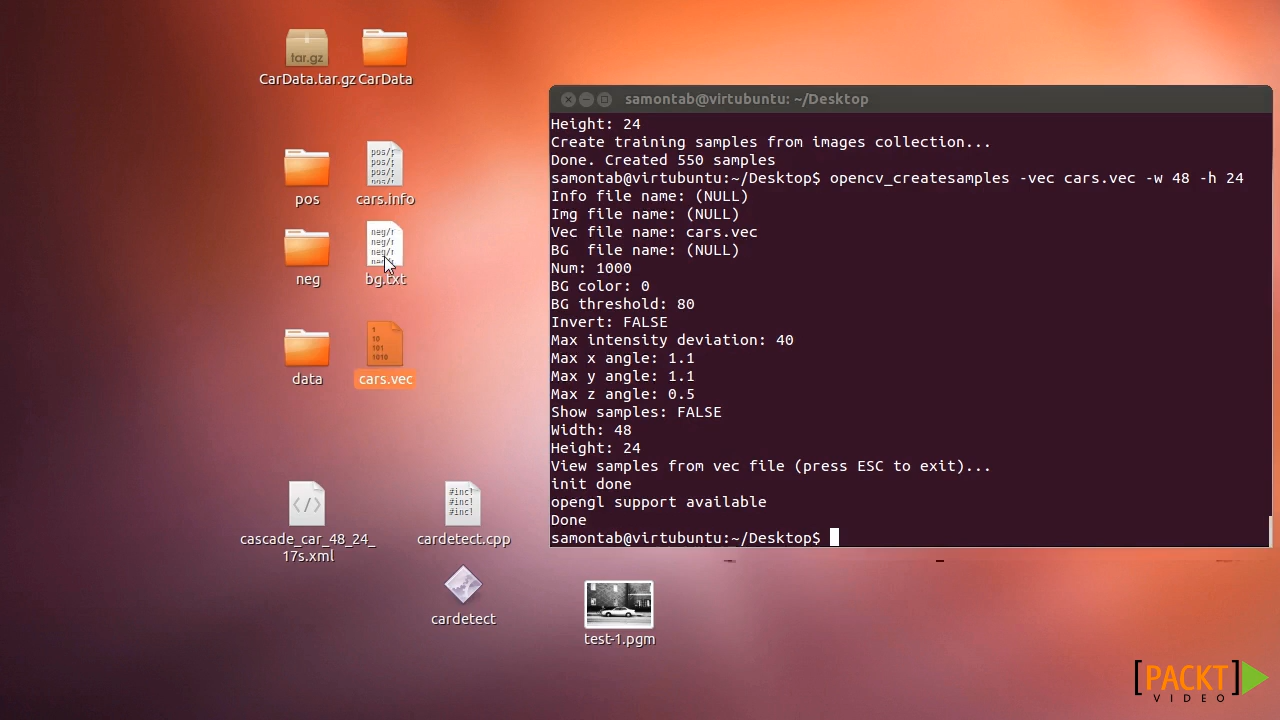 CarData.tar.gz
CarData
pos
cars.info
neg
bg.txt
data
cars.vec
cascade_car_48_24_
17s.xml
cardetect.cpp
cardetect
test-1.pgm
samontab@virtubuntu: ~/Desktop
Height: 24
Create training samples from images collection...
Done. Created 550 samples
samontab@virtubuntu:~/Desktop$ opencv_createsamples -vec cars.vec -w 48 -h 24
Info file name: (NULL)
Img file name: (NULL)
Vec file name: cars.vec
BG  file name: (NULL)
Num: 1000
BG color: 0
BG threshold: 80
Invert: FALSE
Max intensity deviation: 40
Max x angle: 1.1
Max y angle: 1.1
Max z angle: 0.5
Show samples: FALSE
Width: 48
Height: 24
View samples from vec file (press ESC to exit)...
init done
opengl support available
Done
samontab@virtubuntu:~/Desktop$
[PACKT]
VIDEO